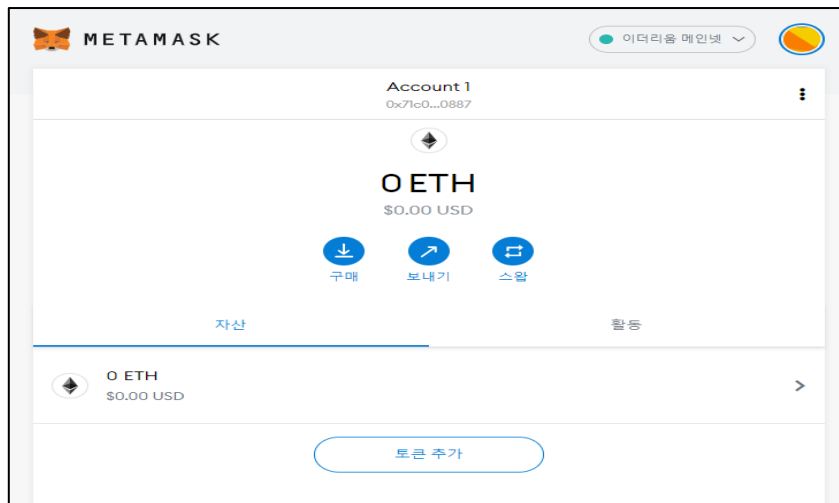 METAMASK
이더리움 메인넷
Account 1
0x71c0...0887
0 ETH
$0.00 USD
구매 보내기 스왑
자산 활동
0 ETH
$0.00 USD
토큰 추가